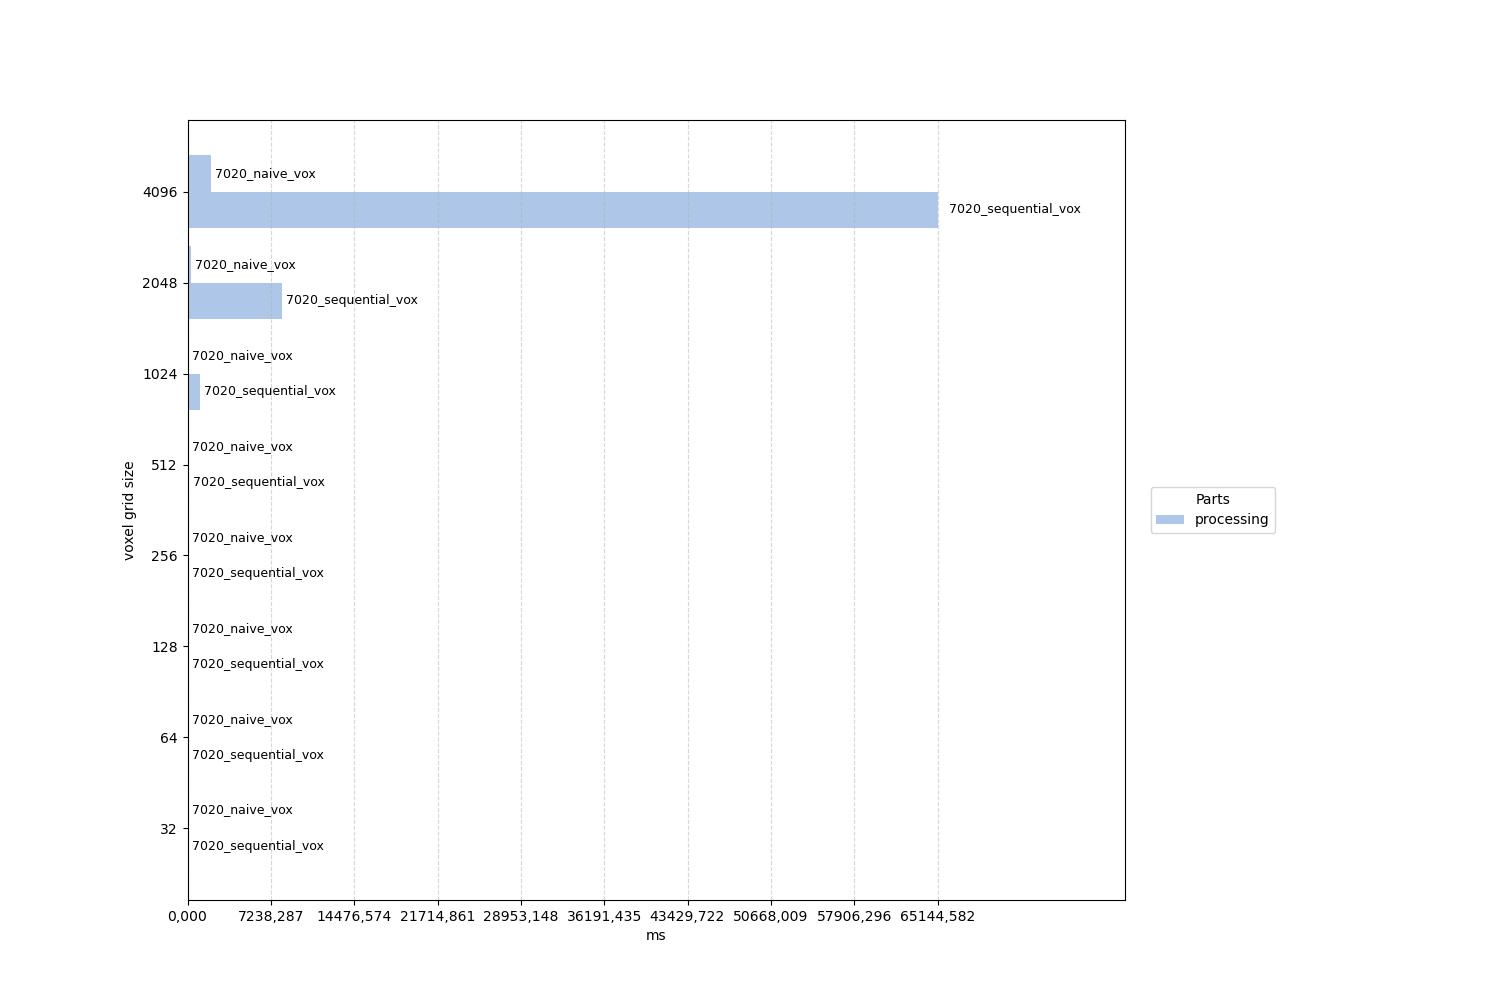 7020_naive_vox
4096
7020_sequential_vox
7020_naive_vox
2048
7020_sequential_vox
7020_naive_vox
1024
7020_sequential_vox
7020_naive_vox
512
7020_sequential_vox
voxel grid size
Parts
processing
7020_naive_vox
256
7020_sequential_vox
7020_naive_vox
128
7020_sequential_vox
7020_naive_vox
64
7020_sequential_vox
7020_naive_vox
32
7020_sequential_vox
0,000 7238,287 14476,574 21714,861 28953,148 36191,435 43429,722 50668,009 57906,296 65144,582
ms